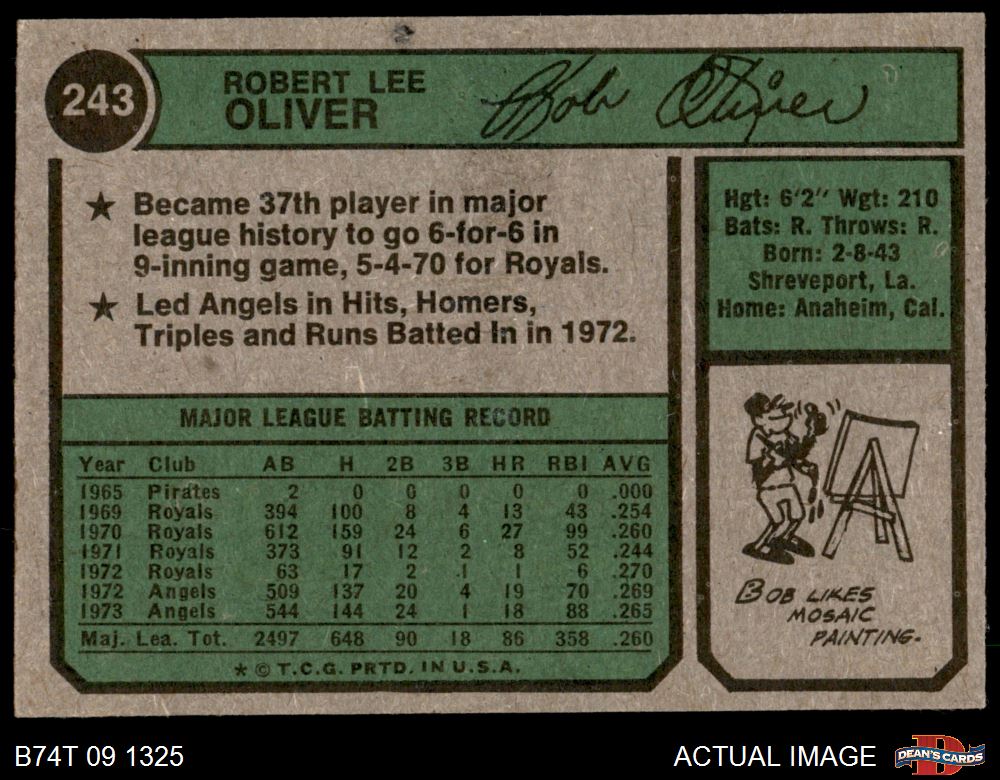 243
ROBERT LEE
OLIVER
Bob Oliver
★ Became 37th player in major
league history to go 6-for-6 in
9-inning game, 5-4-70 for Royals.
★ Led Angels in Hits, Homers,
Triples and Runs Batted In in 1972.
Hgt: 6'2" Wgt: 210
Bats: R. Throws: R.
Born: 2-8-43
Shreveport, La.
Home: Anaheim, Cal.
MAJOR LEAGUE BATTING RECORD
Year Club AB H 2B 3B HR RBI AVG
1965 Pirates 2 0 0 0 0 0 .000
1969 Royals 394 100 8 4 13 43 .254
1970 Royals 612 159 24 6 27 99 .260
1971 Royals 373 91 12 2 8 52 .244
1972 Royals 63 17 2 1 1 6 .270
1972 Angels 509 137 20 4 19 70 .269
1973 Angels 544 144 24 1 18 88 .265
Maj. Lea. Tot. 2497 648 90 18 86 358 .260
★ © T.C.G. PRTD. IN U.S.A.
BOB LIKES
MOSAIC
PAINTING.
B74T 09 1325
ACTUAL IMAGE
D
DEAN'S CARDS